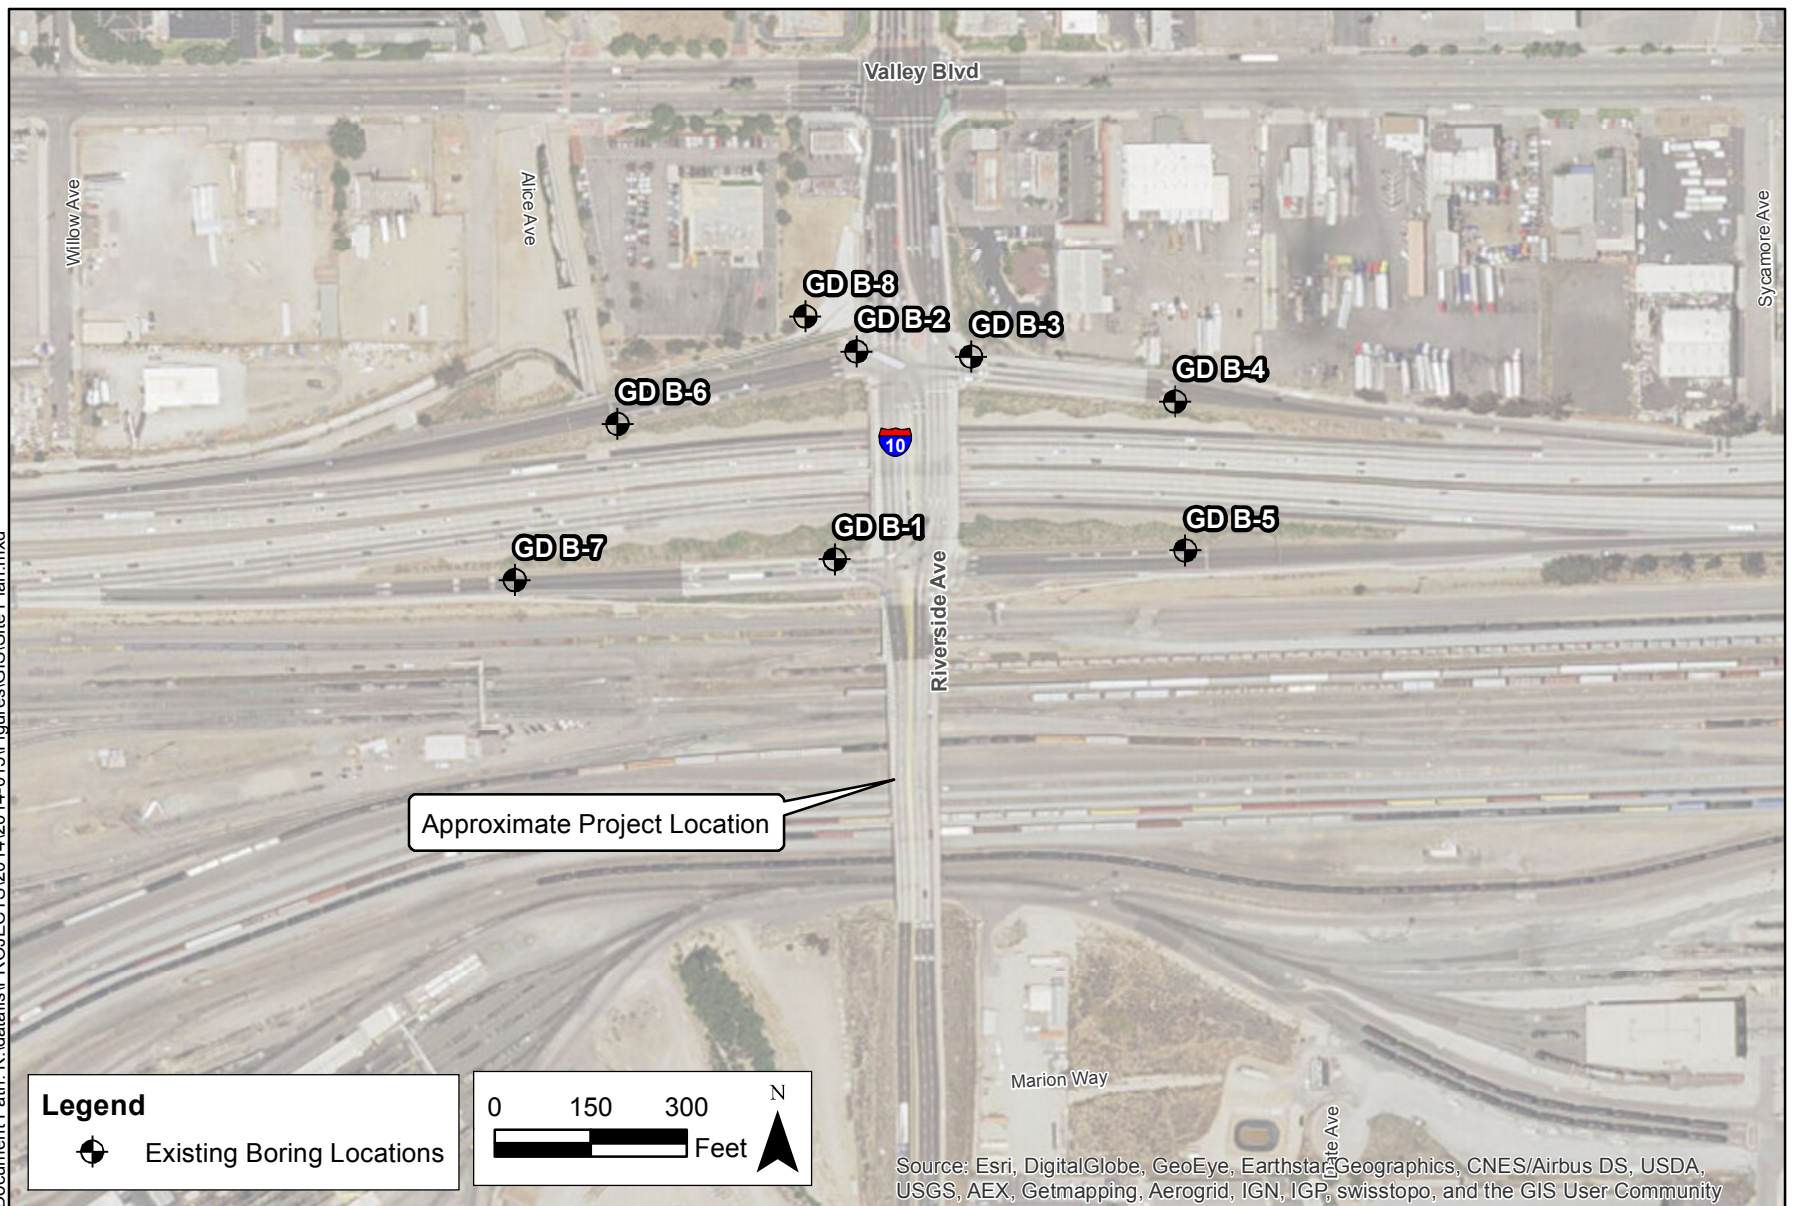 Valley Blvd
Willow Ave
Alice Ave
Sycamore Ave
GD B-8
GD B-2
GD B-3
GD B-4
GD B-6
10
GD B-1
GD B-5
GD B-7
Riverside Ave
Approximate Project Location
Marion Way
Legend
Existing Boring Locations
0 150 300
Feet
N
Source: Esri, DigitalGlobe, GeoEye, Earthstar Geographics, CNES/Airbus DS, USDA,
USGS, AEX, Getmapping, Aerogrid, IGN, IGP, swisstopo, and the GIS User Community